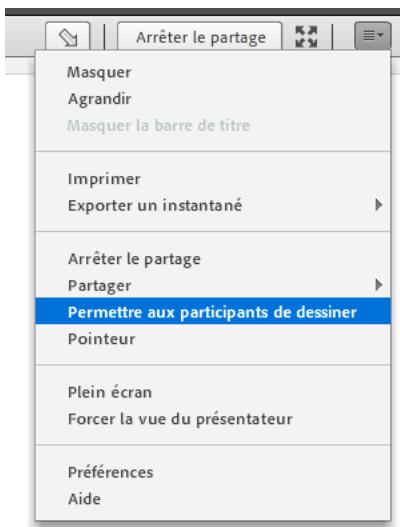 Arrêter le partage
Masquer
Agrandir
Masquer la barre de titre
Imprimer
Exporter un instantané
Arrêter le partage
Partager
Permettre aux participants de dessiner
Pointeur
Plein écran
Forcer la vue du présentateur
Préférences
Aide